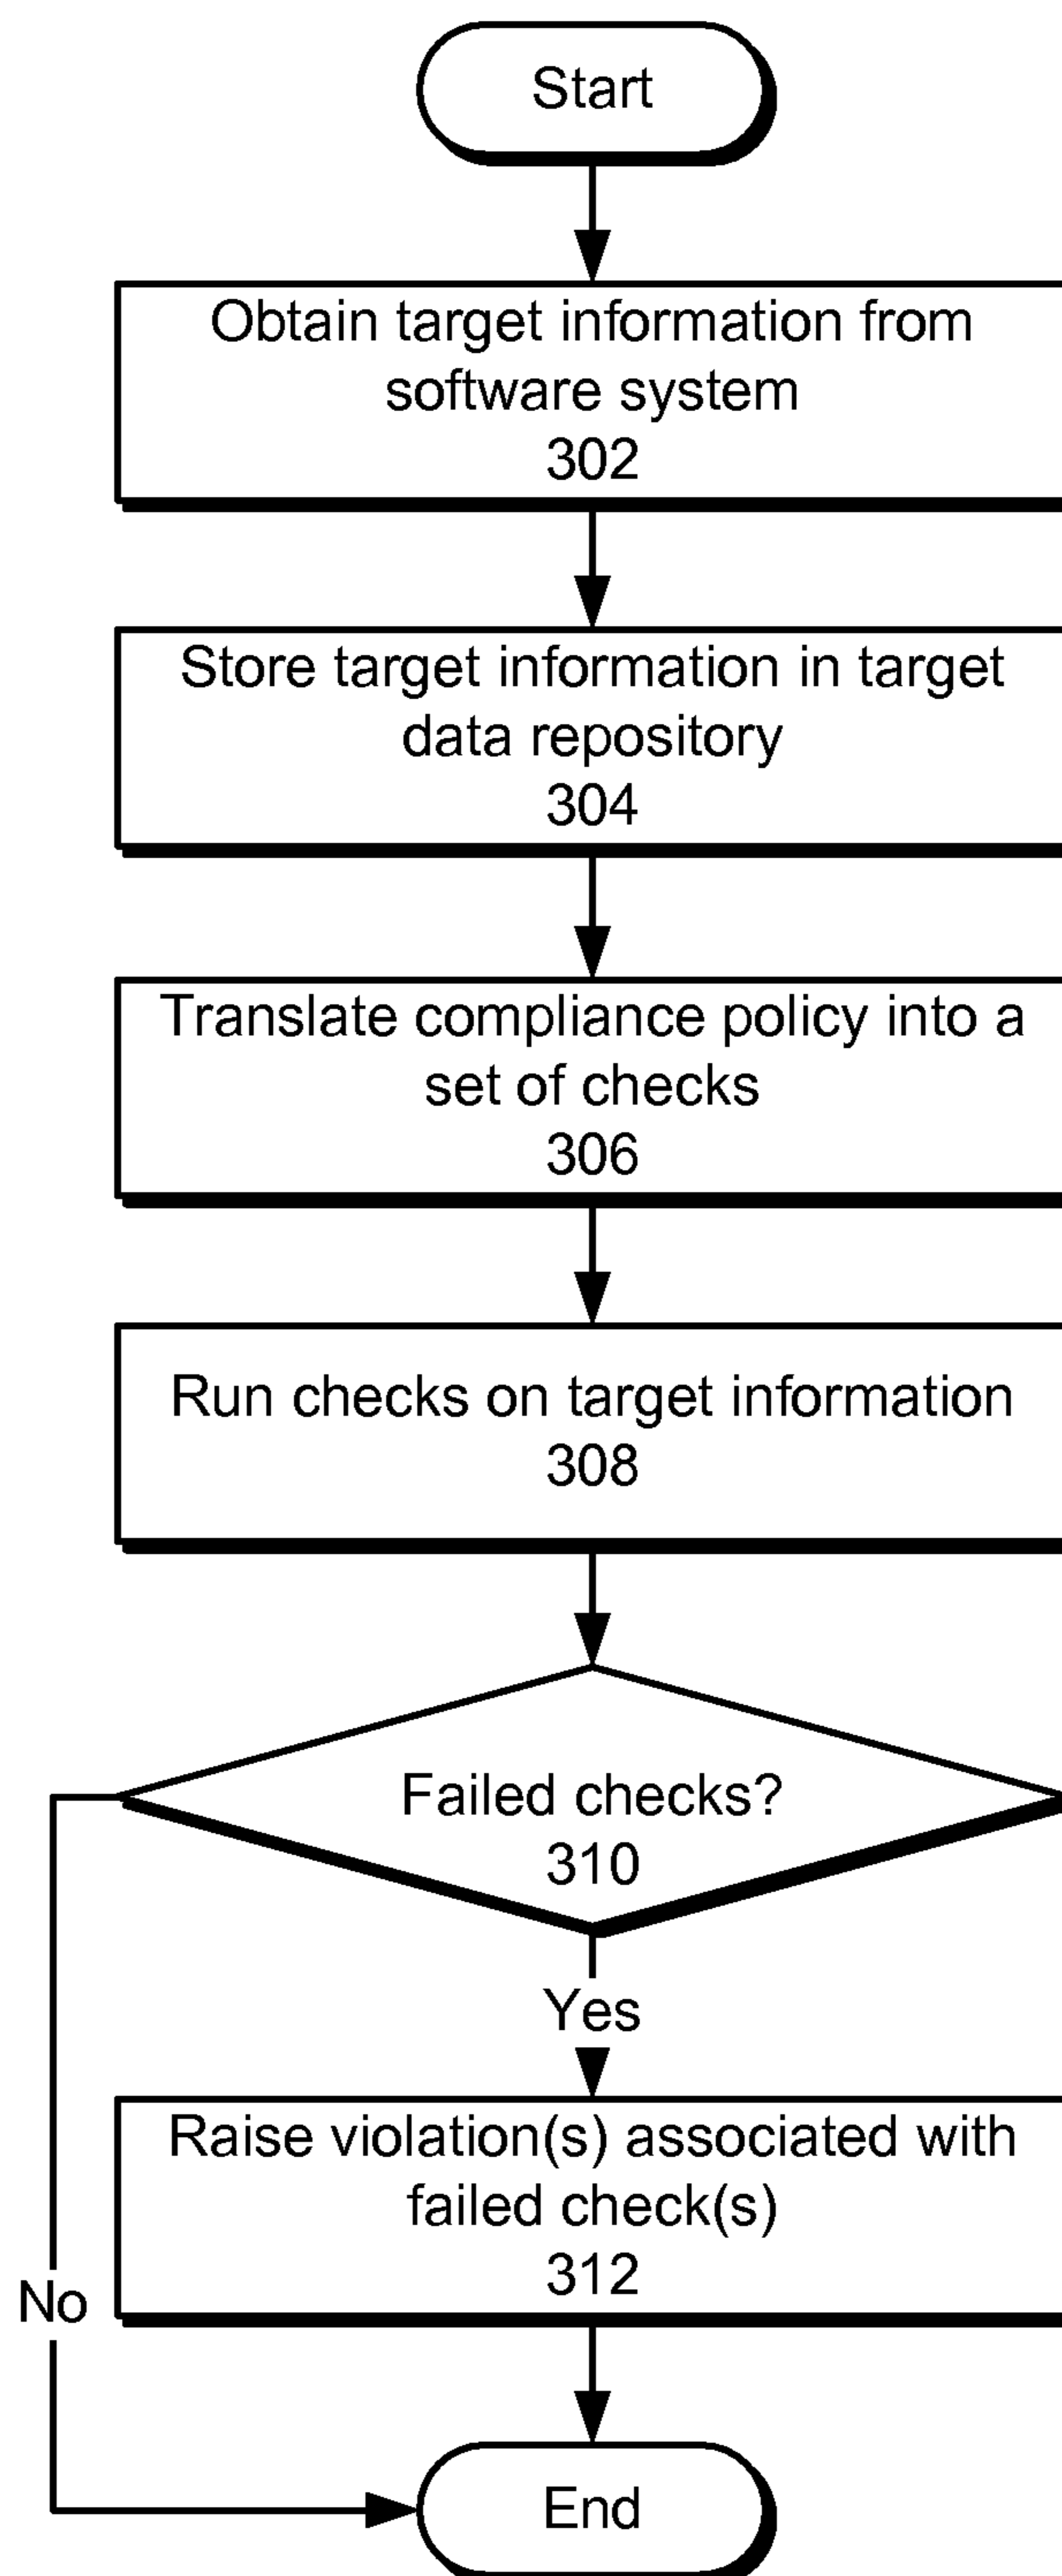 Start
Obtain target information from
software system
302
Store target information in target
data repository
304
Translate compliance policy into a
set of checks
306
Run checks on target information
308
Failed checks?
310
Yes
Raise violation(s) associated with
failed check(s)
312
No
End